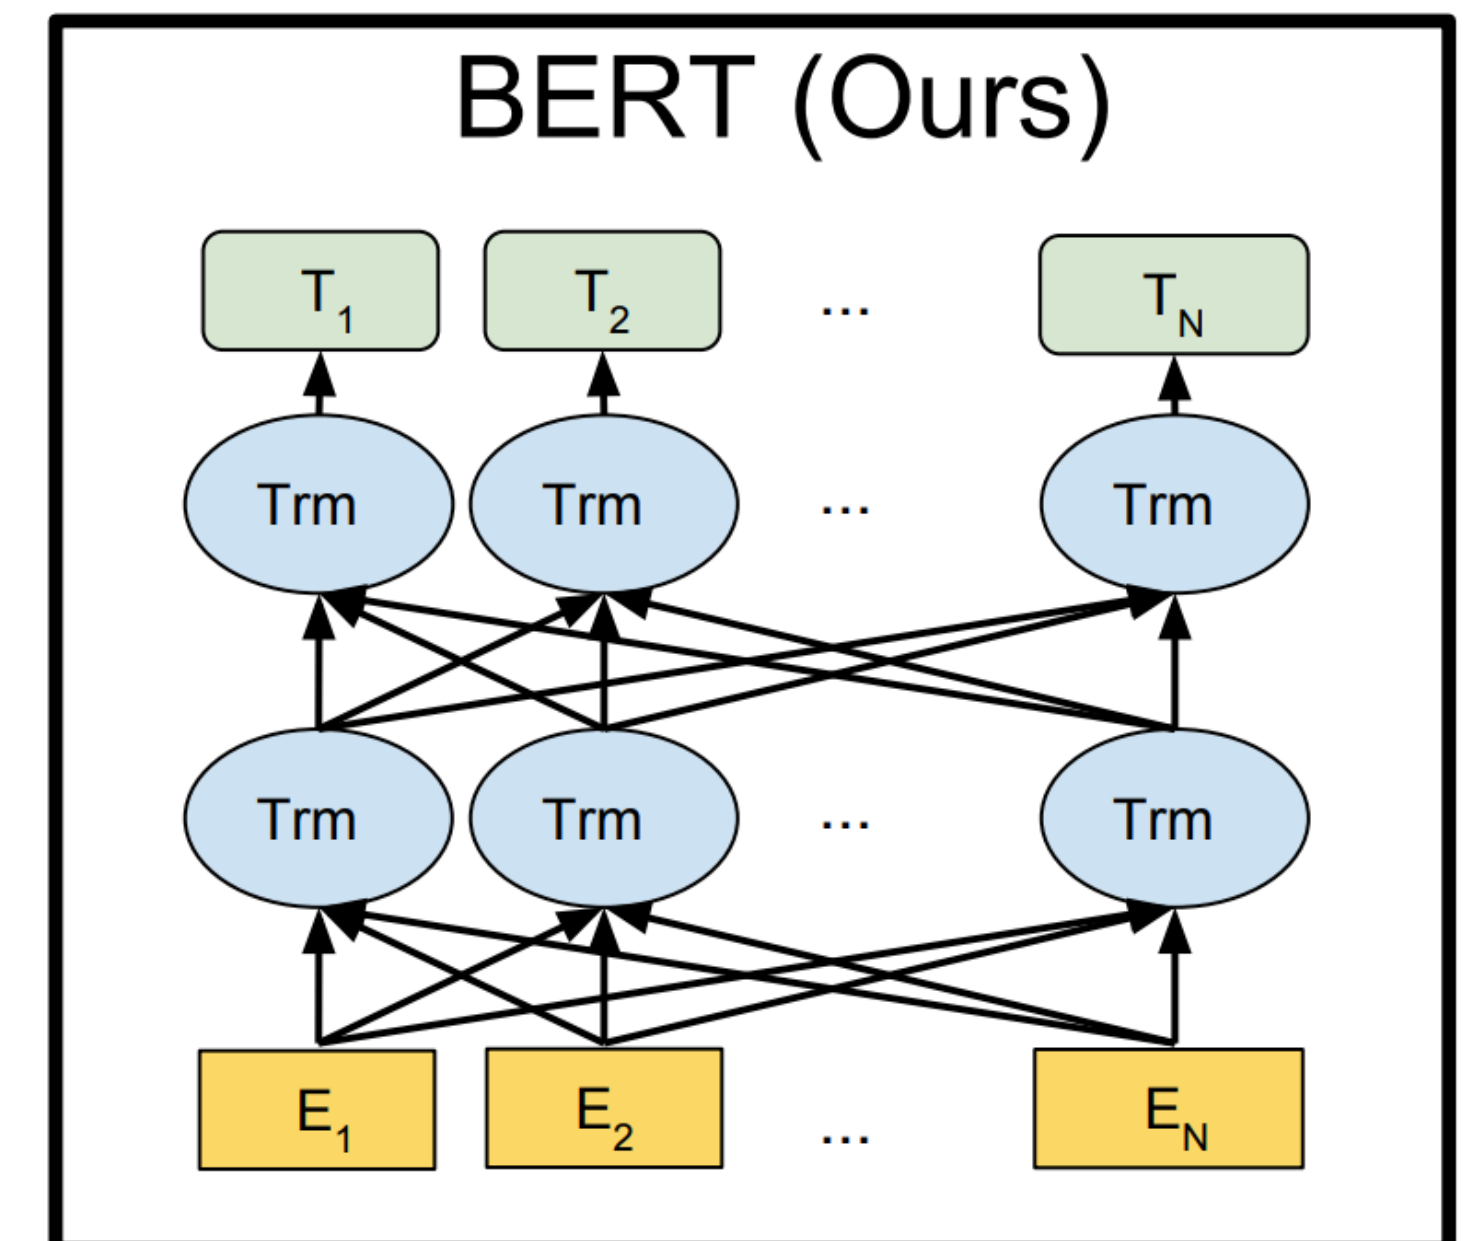 BERT (Ours)
T1 T2 ... TN
Trm Trm ... Trm
Trm Trm ... Trm
E1 E2 ... EN